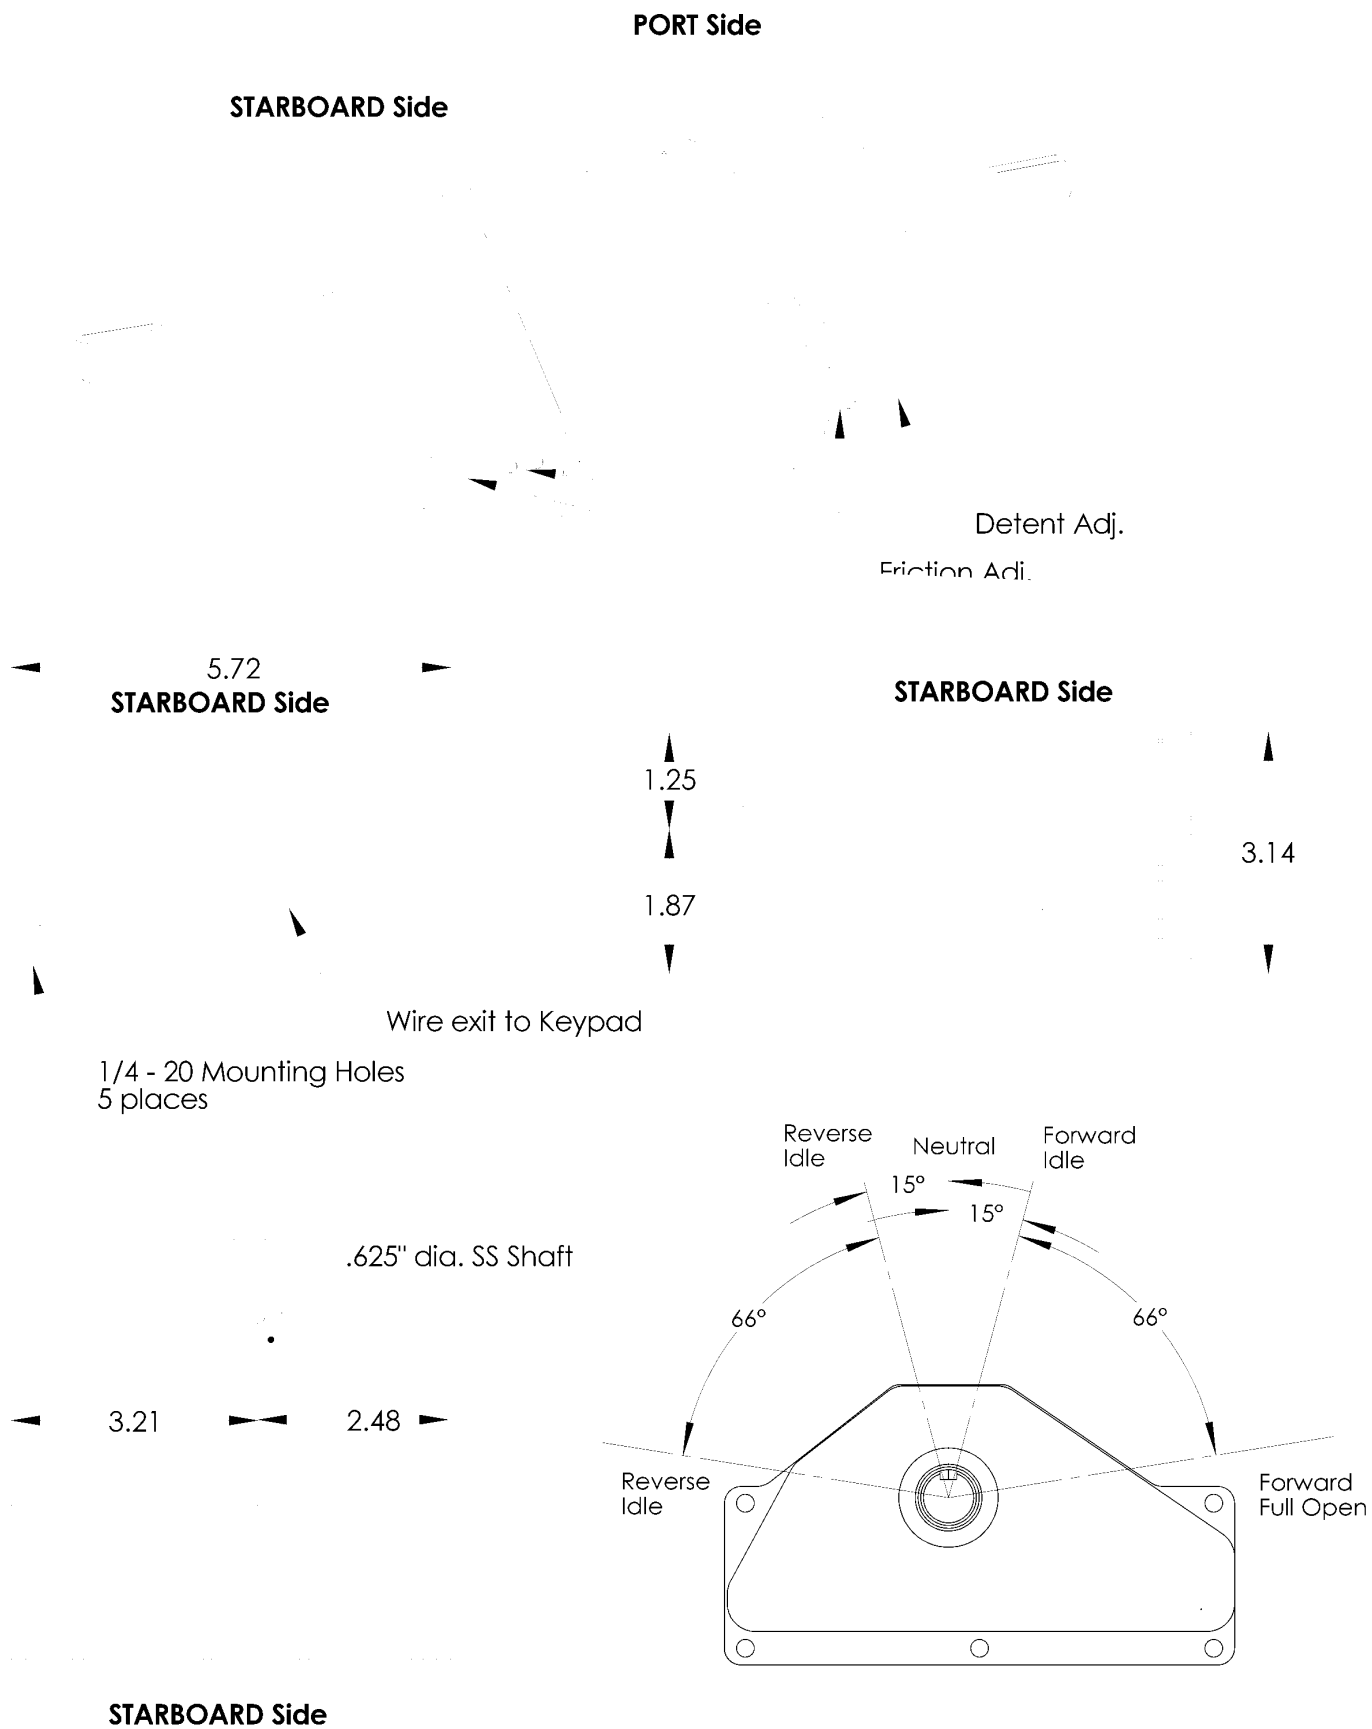 PORT Side
STARBOARD Side
Detent Adj.
Friction Adj.
5.72
STARBOARD Side
STARBOARD Side
1.25
3.14
1.87
Wire exit to Keypad
1/4 - 20 Mounting Holes
5 places
Reverse
Idle
Neutral
Forward
Idle
15°
15°
.625" dia. SS Shaft
66°
66°
3.21
2.48
Reverse
Idle
Forward
Full Open
STARBOARD Side